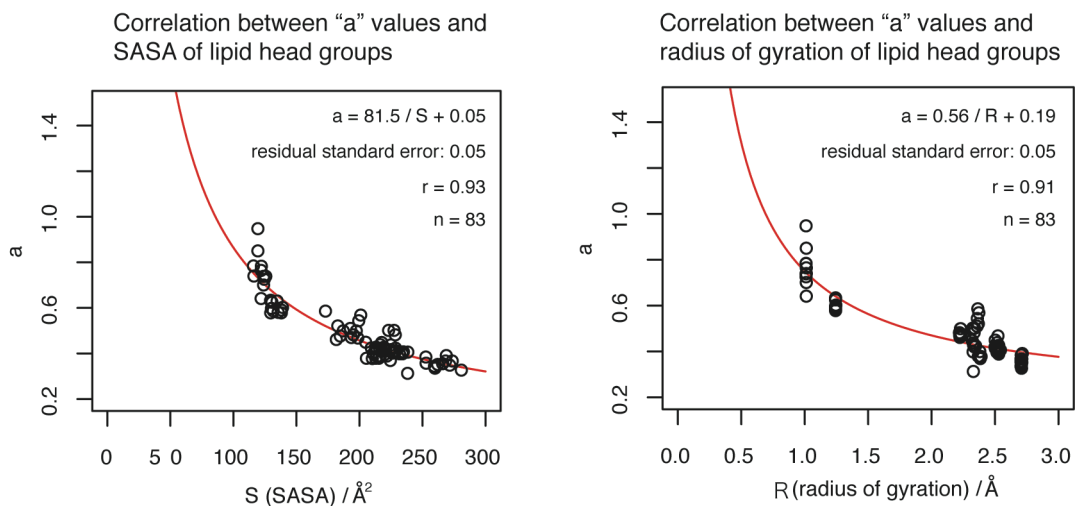 Correlation between “a” values and
SASA of lipid head groups
a = 81.5 / S + 0.05
residual standard error: 0.05
r = 0.93
n = 83
1.4
1.0
0.6
0.2
a
0 5 0 100 150 200 250 300
S (SASA) / Å²
Correlation between “a” values and
radius of gyration of lipid head groups
a = 0.56 / R + 0.19
residual standard error: 0.05
r = 0.91
n = 83
1.4
1.0
0.6
0.2
a
0.0 0.5 1.0 1.5 2.0 2.5 3.0
R (radius of gyration) / Å